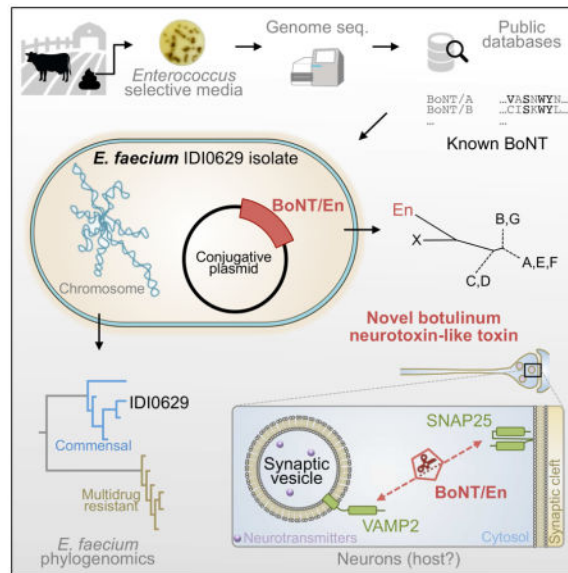 Genome seq.
Public
databases
Enterococcus
selective media
BoNT/A ...VASNWYN...
BoNT/B ...CISKWYL...
...
...
Known BoNT
E. faecium IDI0629 isolate
BoNT/En
Conjugative
plasmid
Chromosome
En
X
B,G
A,E,F
C,D
Novel botulinum
neurotoxin-like toxin
IDI0629
Commensal
Multidrug
resistant
E. faecium
phylogenomics
SNAP25
Synaptic
vesicle
BoNT/En
VAMP2
Neurotransmitters
Cytosol
Synaptic cleft
Neurons (host?)